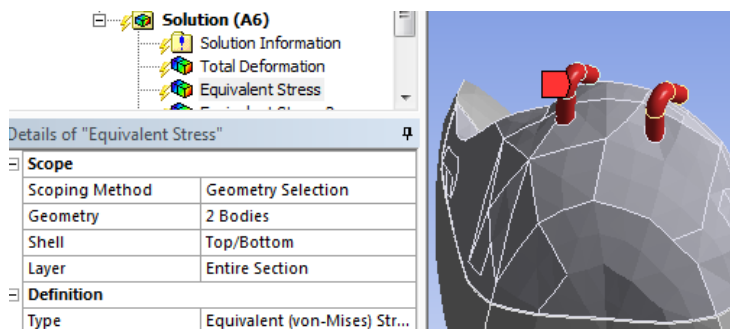 Solution (A6)
Solution Information
Total Deformation
Equivalent Stress
Details of "Equivalent Stress"
Scope
Scoping Method Geometry Selection
Geometry 2 Bodies
Shell Top/Bottom
Layer Entire Section
Definition
Type Equivalent (von-Mises) Str...